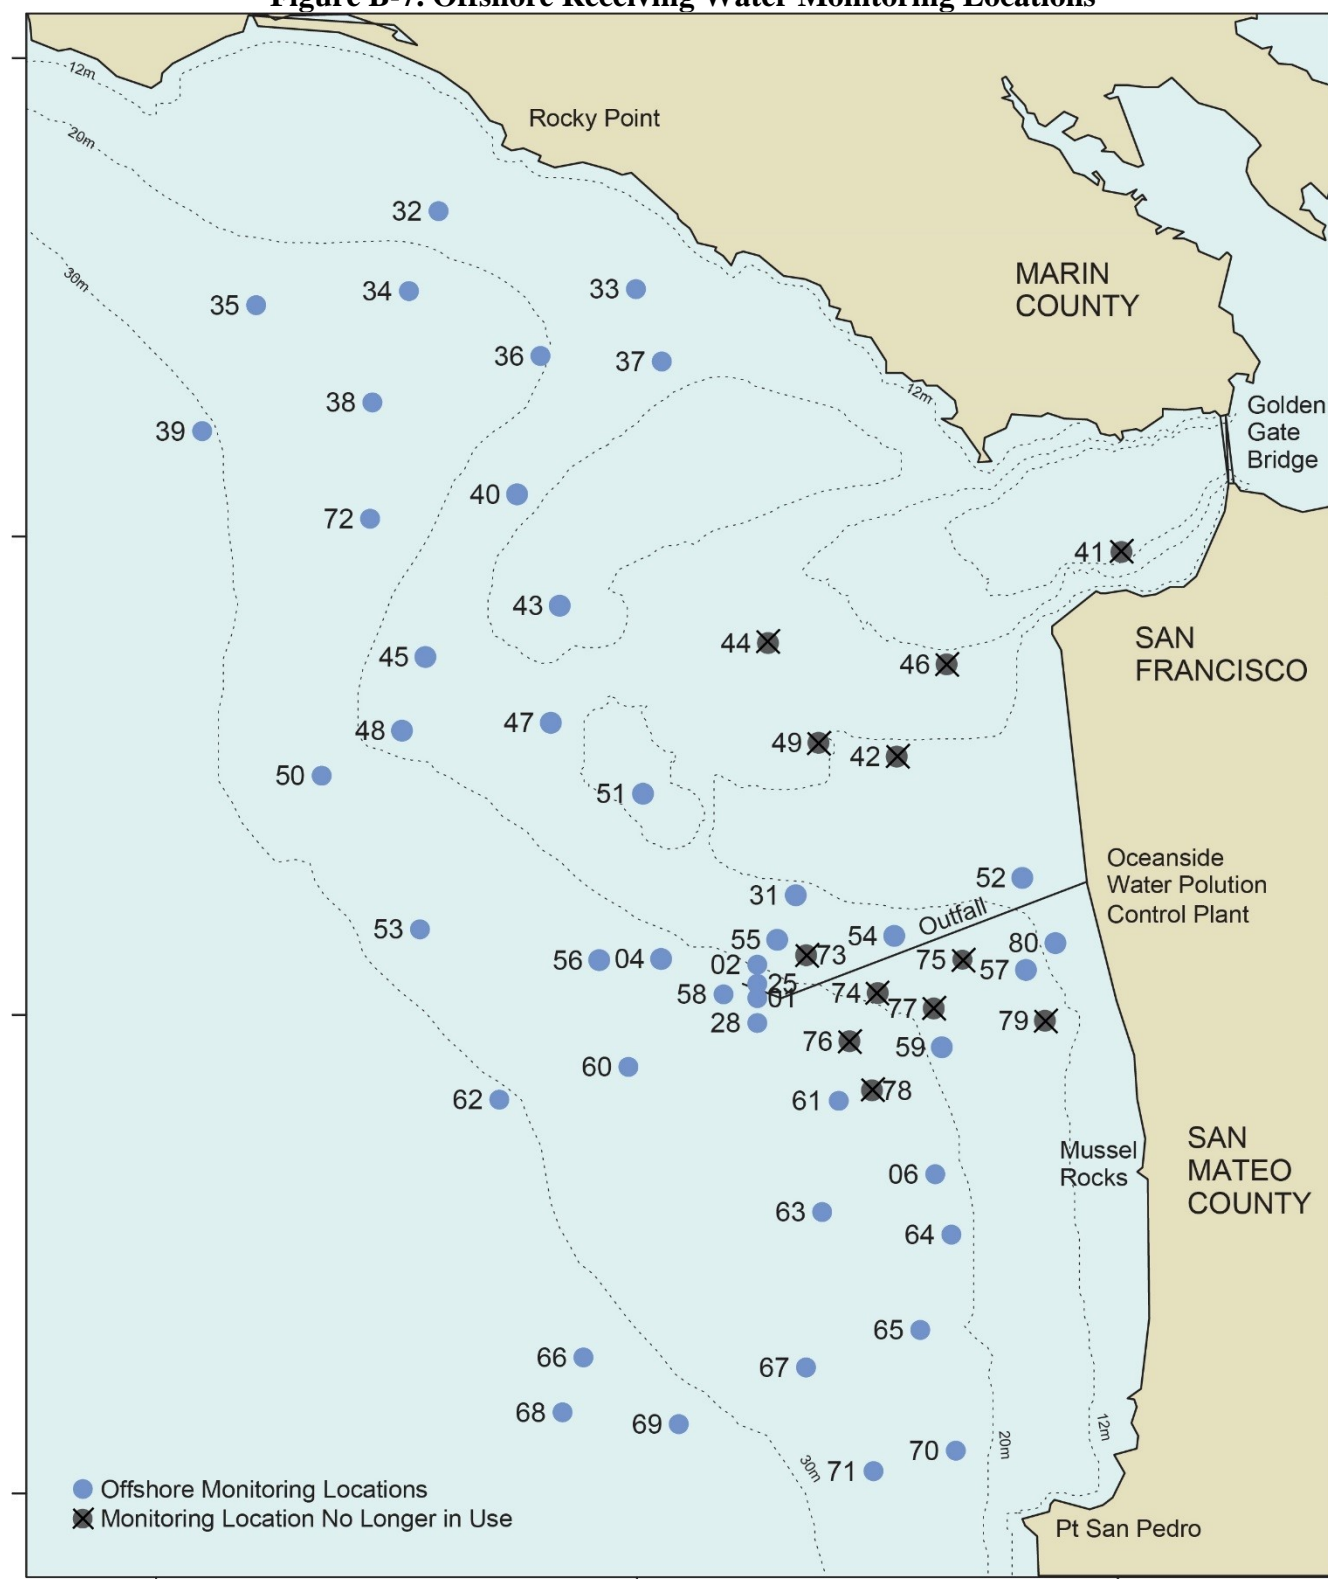 Figure B-7. Offshore Receiving Water Monitoring Locations
12m
20m
30m
Rocky Point
32
MARIN
COUNTY
33
34
35
36
37
12m
38
39
Golden
Gate
Bridge
40
72
41
43
44
SAN
FRANCISCO
45
46
47
48
49
42
50
51
Oceanside
Water Polution
Control Plant
52
31
Outfall
53
54
55
80
73
56
04
02
75
57
25
58
01
74
77
28
79
76
59
60
78
62
61
Mussel
Rocks
SAN
MATEO
COUNTY
06
63
64
65
66
67
68
69
12m
20m
70
30m
71
Offshore Monitoring Locations
Monitoring Location No Longer in Use
Pt San Pedro